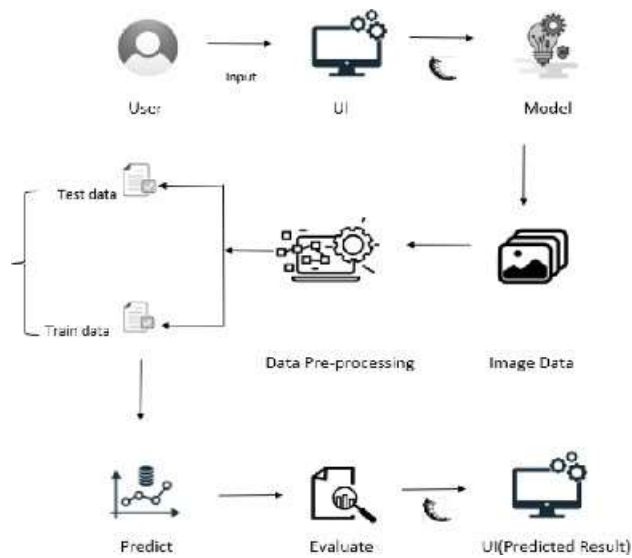 Input
User
UI
Model
Test data
Train data
Data Pre-processing
Image Data
Predict
Evaluate
UI(Predicted Result)